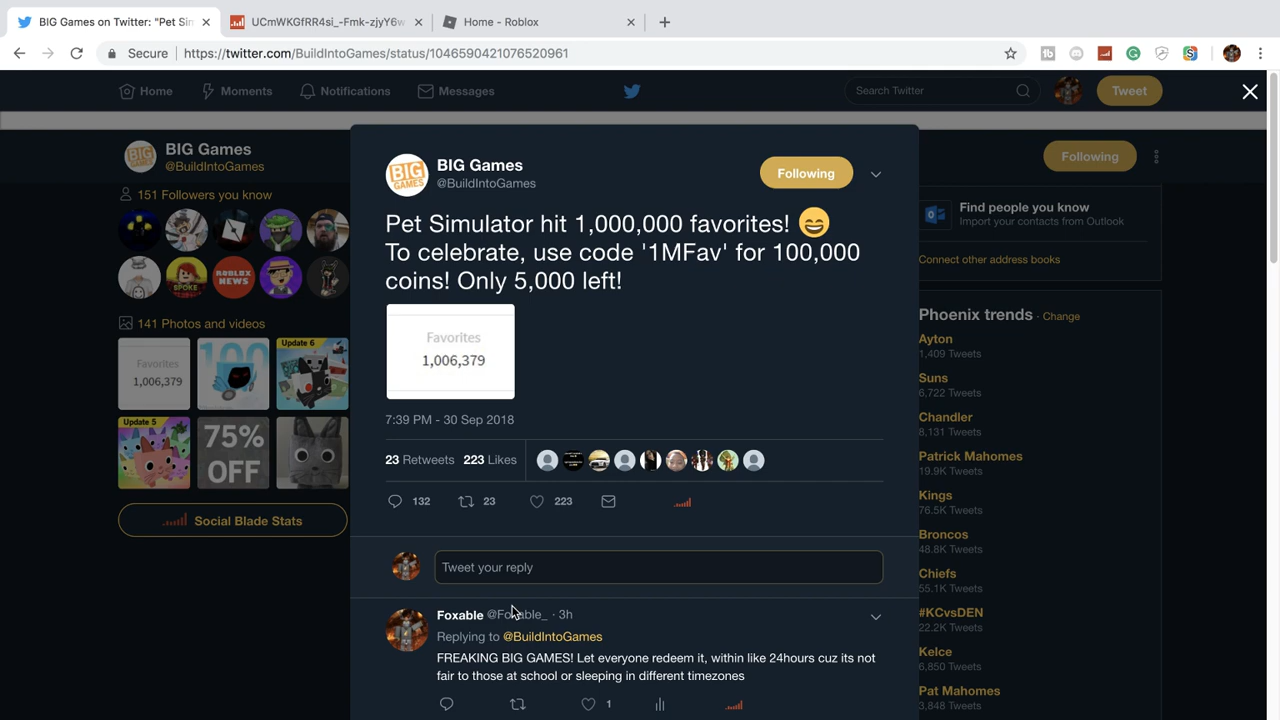 BIG Games on Twitter: "Pet Sin
UCmWKGfRR4si_-Fmk-zjyY6w
Home - Roblox
Secure
https://twitter.com/BuildIntoGames/status/1046590421076520961
Home
Moments
Notifications
Messages
Search Twitter
Tweet
BIG Games
@BuildIntoGames
Following
151 Followers you know
ROBLOX
NEWS
SPOKE
141 Photos and videos
Favorites
1,006,379
100
Update 6
Update 5
75%
OFF
Social Blade Stats
BIG
GAMES
BIG Games
@BuildIntoGames
Following
Pet Simulator hit 1,000,000 favorites! 😄
To celebrate, use code '1MFav' for 100,000
coins! Only 5,000 left!
Favorites
1,006,379
7:39 PM - 30 Sep 2018
23 Retweets 223 Likes
132
23
223
Tweet your reply
Foxable @Foxable_ · 3h
Replying to @BuildIntoGames
FREAKING BIG GAMES! Let everyone redeem it, within like 24hours cuz its not
fair to those at school or sleeping in different timezones
1
Find people you know
Import your contacts from Outlook
Connect other address books
Phoenix trends · Change
Ayton
1,409 Tweets
Suns
6,722 Tweets
Chandler
8,131 Tweets
Patrick Mahomes
19.9K Tweets
Kings
76.5K Tweets
Broncos
48.8K Tweets
Chiefs
55.1K Tweets
#KCvsDEN
22.2K Tweets
Kelce
6,850 Tweets
Pat Mahomes
3,848 Tweets